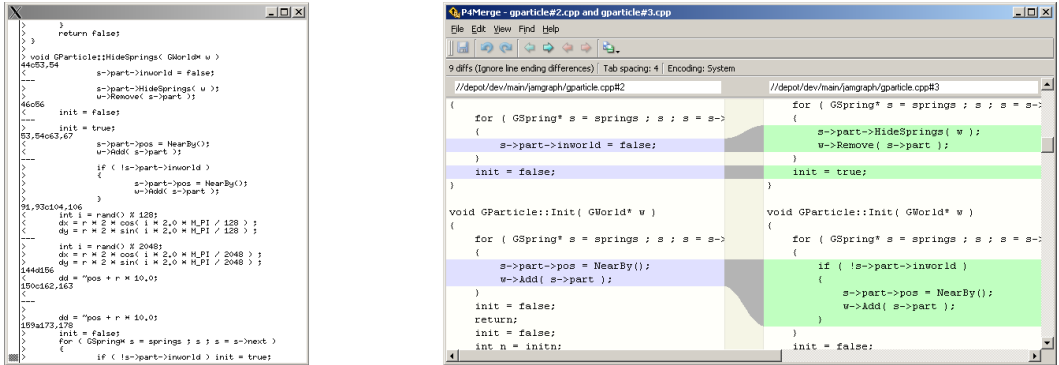 >         }
>         return false;
> }
>
> void GParticle::HideSprings( GWorld* w )
44c53,54
<                 s->part->inworld = false;
---
>                 s->part->HideSprings( w );
>                 w->Remove( s->part );
46c56
<         init = false;
---
>         init = true;
53,54c63,67
<                 s->part->pos = NearBy();
<                 w->Add( s->part );
---
>                 if ( !s->part->inworld )
>                 {
>                         s->part->pos = NearBy();
>                         w->Add( s->part );
>                 }
91,93c104,106
<         int i = rand() % 128;
<         dx = r * 2 * cos( i * 2.0 * M_PI / 128 ) ;
<         dy = r * 2 * sin( i * 2.0 * M_PI / 128 ) ;
---
>         int i = rand() % 2048;
>         dx = r * 2 * cos( i * 2.0 * M_PI / 2048 ) ;
>         dy = r * 2 * sin( i * 2.0 * M_PI / 2048 ) ;
144d156
<         dd = ~pos + r * 10.0;
150c162,163
<
---
>
>         dd = ~pos + r * 10.0;
159a173,178
>         init = false;
>         for ( GSpring* s = springs ; s ; s = s->next )
>         {
>                 if ( !s->part->inworld ) init = true;
P4Merge - gparticle#2.cpp and gparticle#3.cpp
File Edit View Find Help
9 diffs (Ignore line ending differences) Tab spacing: 4 Encoding: System
//depot/dev/main/jamgraph/gparticle.cpp#2
{
    for ( GSpring* s = springs ; s ; s = s->
    {
        s->part->inworld = false;
    }
    init = false;
}
void GParticle::Init( GWorld* w )
{
    for ( GSpring* s = springs ; s ; s = s->
    {
        s->part->pos = NearBy();
        w->Add( s->part );
    }
    init = false;
    return;
    init = false;
    int n = initn;
//depot/dev/main/jamgraph/gparticle.cpp#3
    for ( GSpring* s = springs ; s ; s = s->
    {
        s->part->HideSprings( w );
        w->Remove( s->part );
    }
    init = true;
}
void GParticle::Init( GWorld* w )
{
    for ( GSpring* s = springs ; s ; s = s->
    {
        if ( !s->part->inworld )
        {
            s->part->pos = NearBy();
            w->Add( s->part );
        }
    }
    init = false;